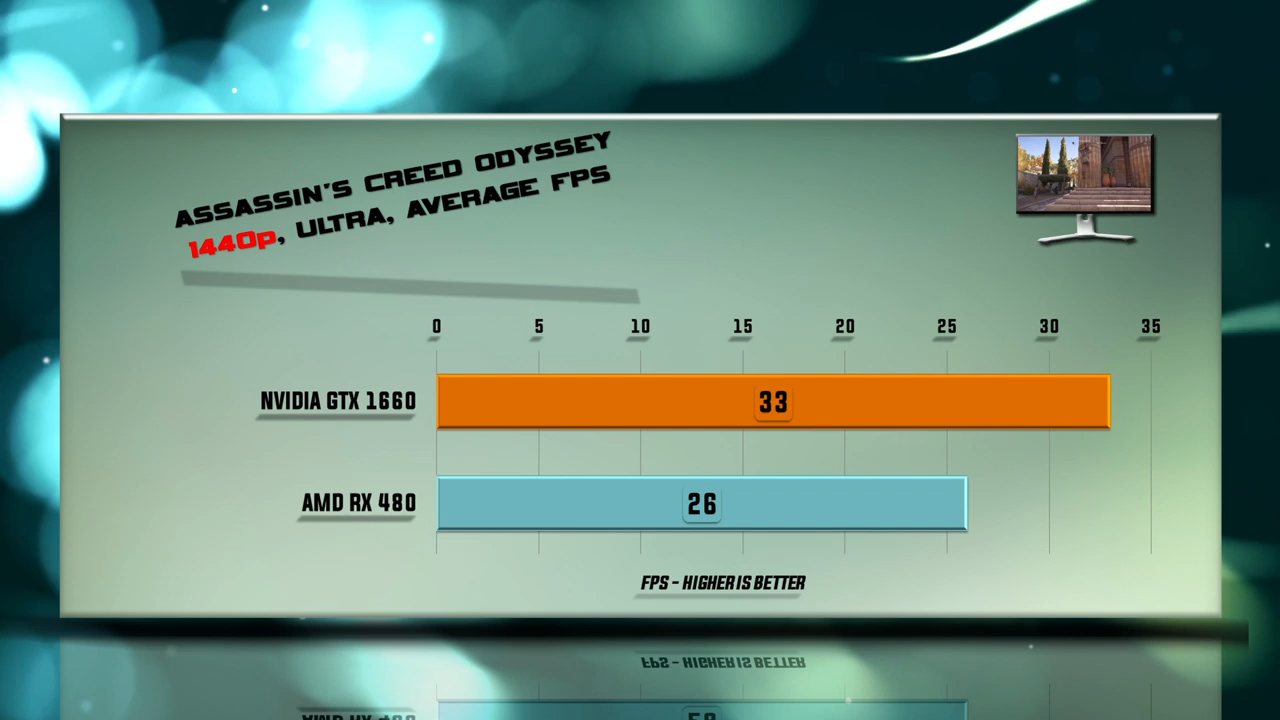 ASSASSIN'S CREED ODYSSEY
1440p, ULTRA, AVERAGE FPS
0 5 10 15 20 25 30 35
NVIDIA GTX 1660 33
AMD RX 480 26
FPS - HIGHER IS BETTER